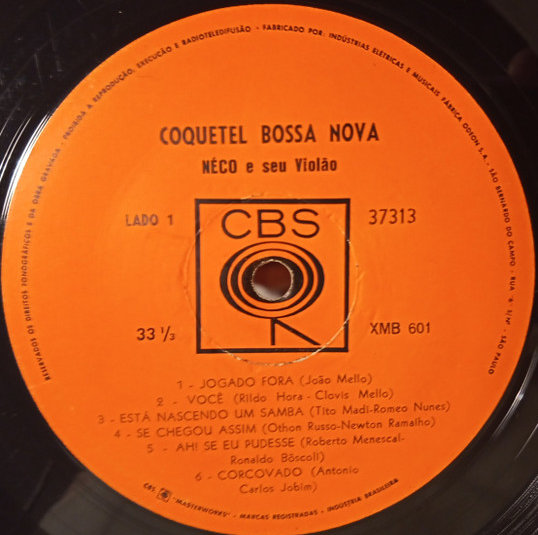 RESERVADOS OS DIREITOS FONOGRÁFICOS E DA OBRA GRAVADA - PROIBIDA A REPRODUÇÃO, EXECUÇÃO E RADIOTELEDIFUSÃO - FABRICADO POR: INDÚSTRIAS ELÉTRICAS E MUSICAIS FÁBRICA ODEON S.A. - SÃO BERNARDO DO CAMPO - RUA "6" S/Nº - SÃO PAULO
COQUETEL BOSSA NOVA
NÉCO e seu Violão
LADO 1
CBS
37313
33 1/3
XMB 601
1 - JOGADO FORA (João Mello)
2 - VOCÊ (Rildo Hora - Clovis Mello)
3 - ESTÁ NASCENDO UM SAMBA (Tito Madi-Romeo Nunes)
4 - SE CHEGOU ASSIM (Othon Russo-Newton Ramalho)
5 - AH! SE EU PUDESSE (Roberto Menescal-
Ronaldo Bôscoli)
6 - CORCOVADO (Antonio
Carlos Jobim)
CBS "MASTERWORKS" - MARCAS REGISTRADAS - INDÚSTRIA BRASILEIRA